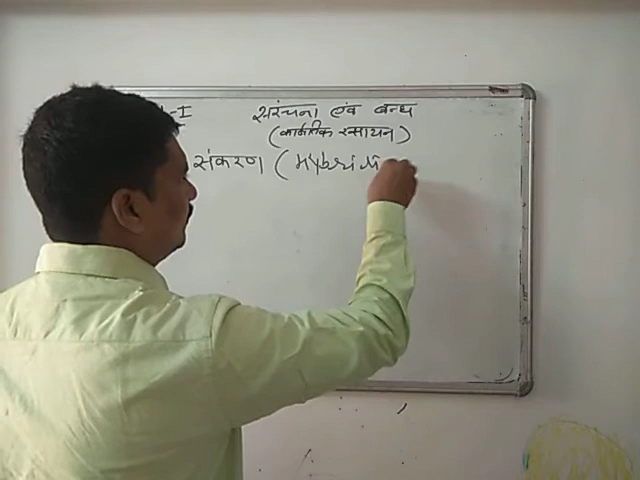 -I संरचना एवं बन्ध
(कार्बनिक रसायन)
संकरण (Hybridi